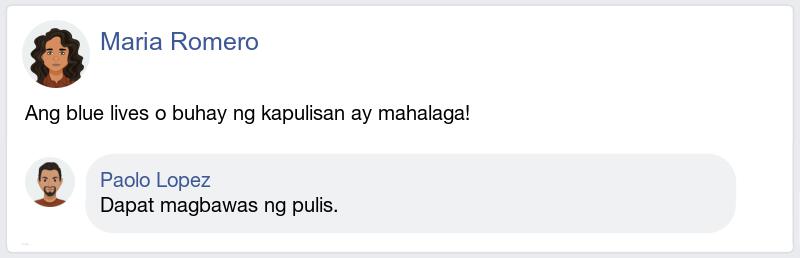 Maria Romero
Ang blue lives o buhay ng kapulisan ay mahalaga!
Paolo Lopez
Dapat magbawas ng pulis.